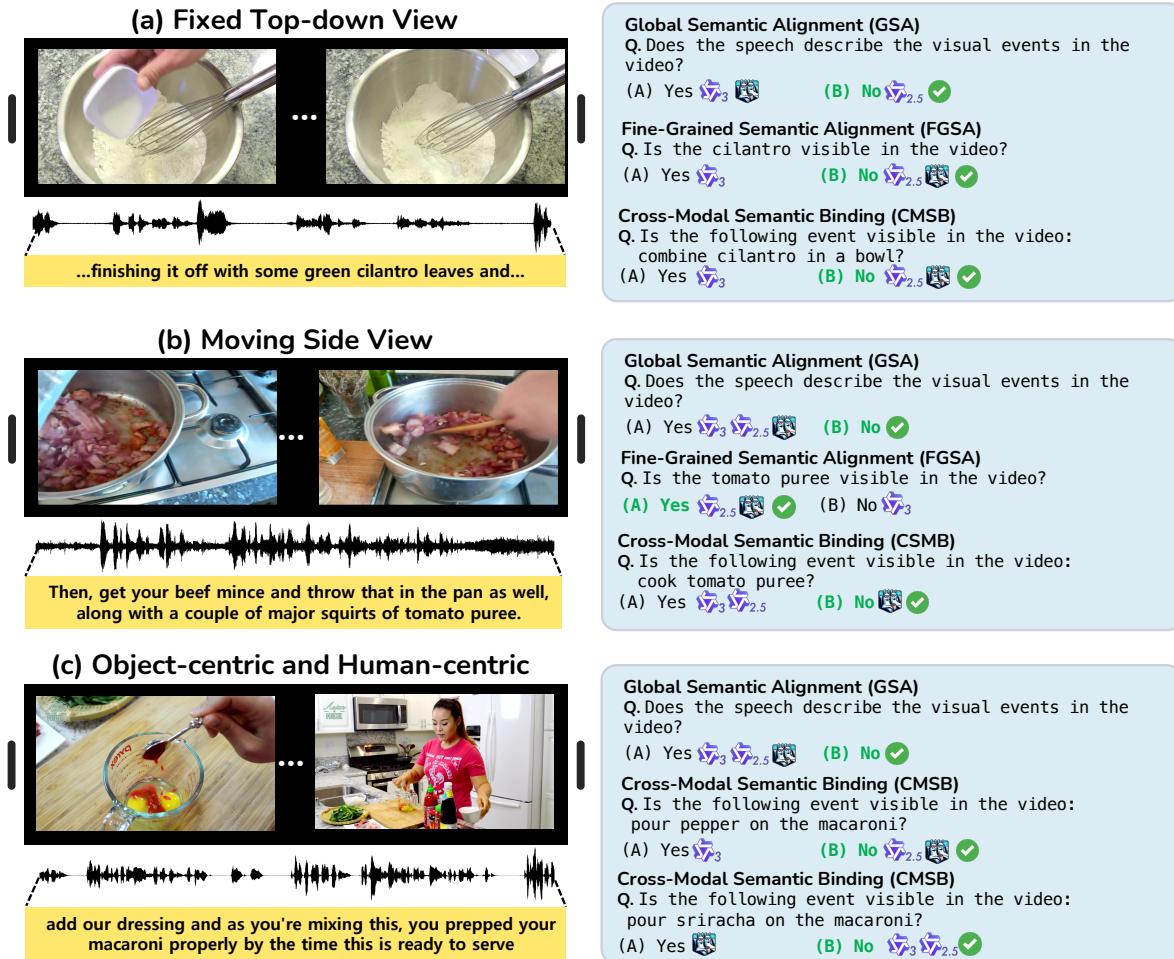 (a) Fixed Top-down View
...
...finishing it off with some green cilantro leaves and...
Global Semantic Alignment (GSA)
Q. Does the speech describe the visual events in the
video?
(A) Yes 3 (B) No 2.5
Fine-Grained Semantic Alignment (FGSA)
Q. Is the cilantro visible in the video?
(A) Yes 3 (B) No 2.5
Cross-Modal Semantic Binding (CMSB)
Q. Is the following event visible in the video:
combine cilantro in a bowl?
(A) Yes 3 (B) No 2.5
(b) Moving Side View
...
Then, get your beef mince and throw that in the pan as well,
along with a couple of major squirts of tomato puree.
Global Semantic Alignment (GSA)
Q. Does the speech describe the visual events in the
video?
(A) Yes 3 2.5 (B) No
Fine-Grained Semantic Alignment (FGSA)
Q. Is the tomato puree visible in the video?
(A) Yes 2.5 (B) No 3
Cross-Modal Semantic Binding (CSMB)
Q. Is the following event visible in the video:
cook tomato puree?
(A) Yes 3 2.5 (B) No
(c) Object-centric and Human-centric
...
add our dressing and as you're mixing this, you prepped your
macaroni properly by the time this is ready to serve
Global Semantic Alignment (GSA)
Q. Does the speech describe the visual events in the
video?
(A) Yes 3 2.5 (B) No
Cross-Modal Semantic Binding (CMSB)
Q. Is the following event visible in the video:
pour pepper on the macaroni?
(A) Yes 3 (B) No 2.5
Cross-Modal Semantic Binding (CMSB)
Q. Is the following event visible in the video:
pour sriracha on the macaroni?
(A) Yes (B) No 3 2.5